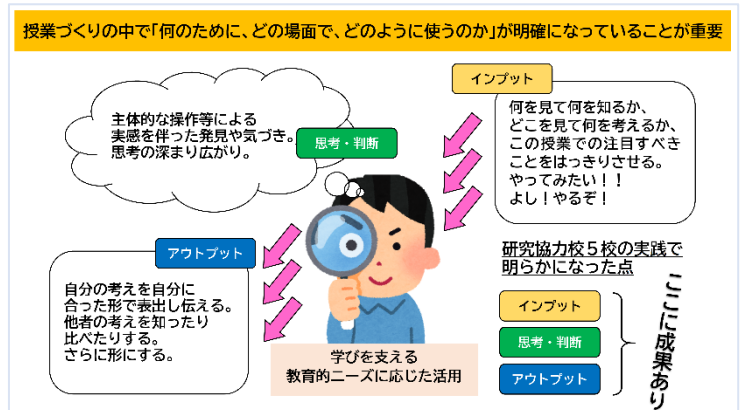 授業づくりの中で「何のために、どの場面で、どのように使うのか」が明確になっていることが重要
インプット
何を見て何を知るか、
どこを見て何を考えるか、
この授業での注目すべき
ことをはっきりさせる。
やってみたい！！
よし！やるぞ！
主体的な操作等による
実感を伴った発見や気づき。
思考の深まり広がり。
思考・判断
アウトプット
自分の考えを自分に
合った形で表出し伝える。
他者の考えを知ったり
比べたりする。
さらに形にする。
学びを支える
教育的ニーズに応じた活用
研究協力校５校の実践で
明らかになった点
インプット
思考・判断
アウトプット
ここに成果あり